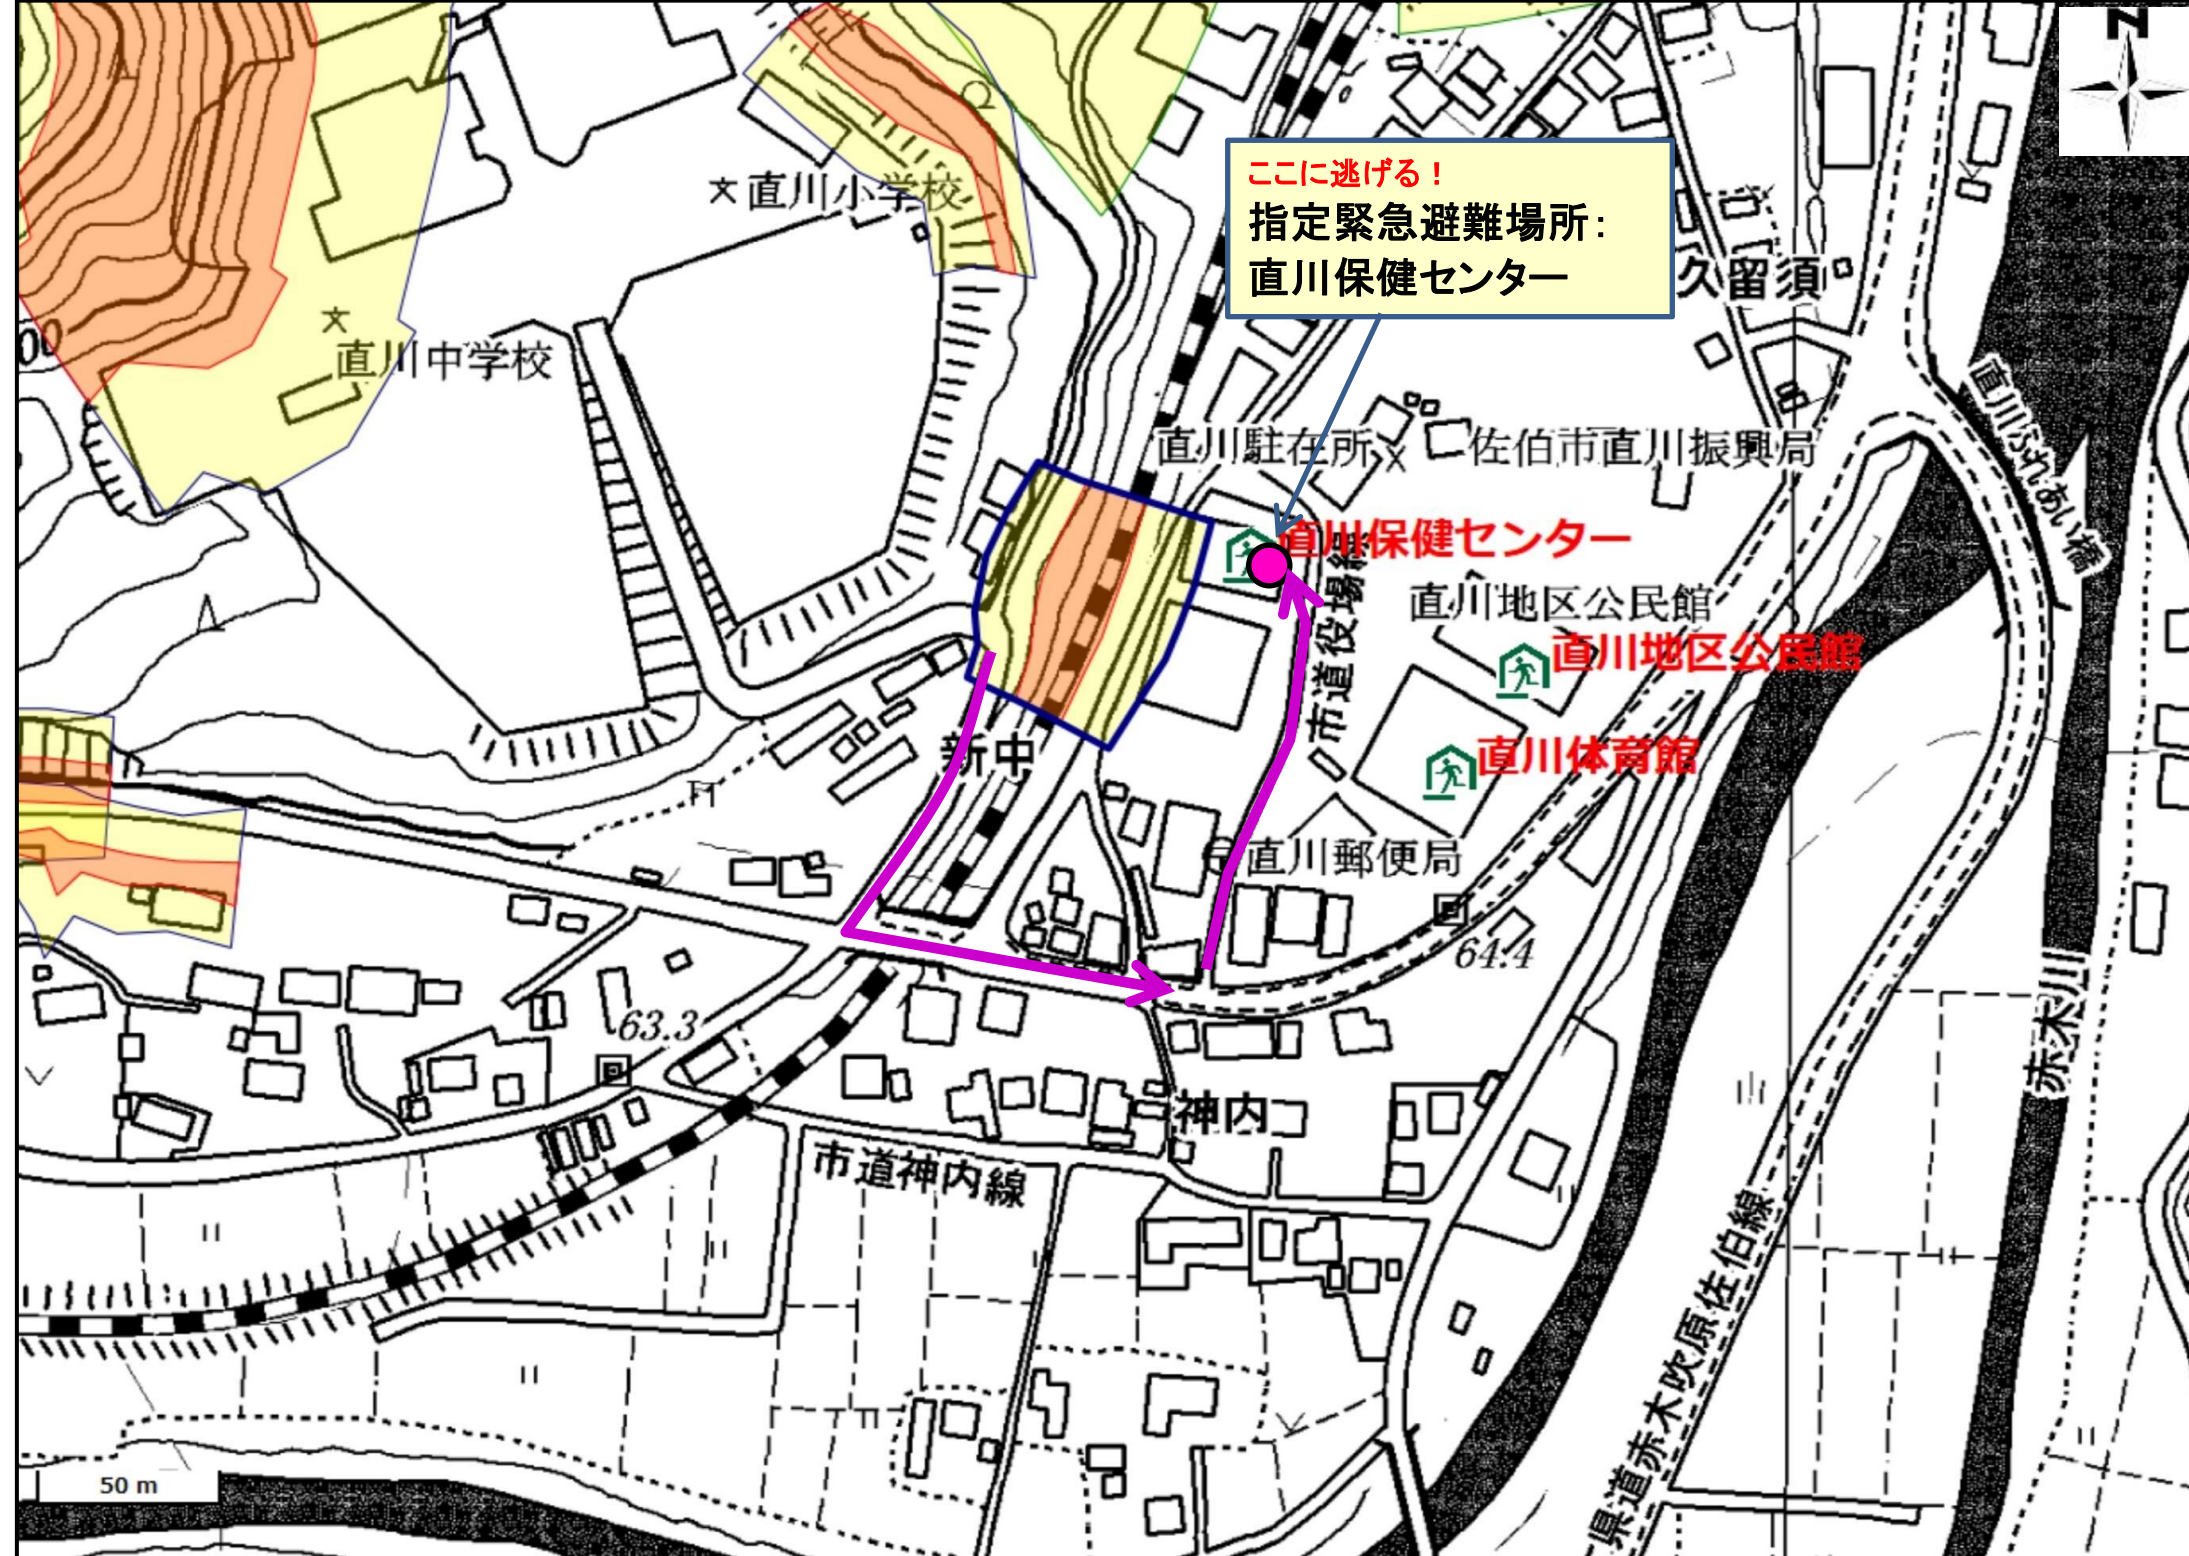 N
ここに逃げる！
指定緊急避難場所：
直川保健センター
直川小学校
久留須
00
直川中学校
直川ふれあい橋
直川駐在所
佐伯市直川振興局
直川保健センター
市道役場線
直川地区公民館
直川地区公民館
新中
直川体育館
直川郵便局
64.4
63.3
赤木川
神内
市道神内線
県道赤木吹原佐伯線
50 m